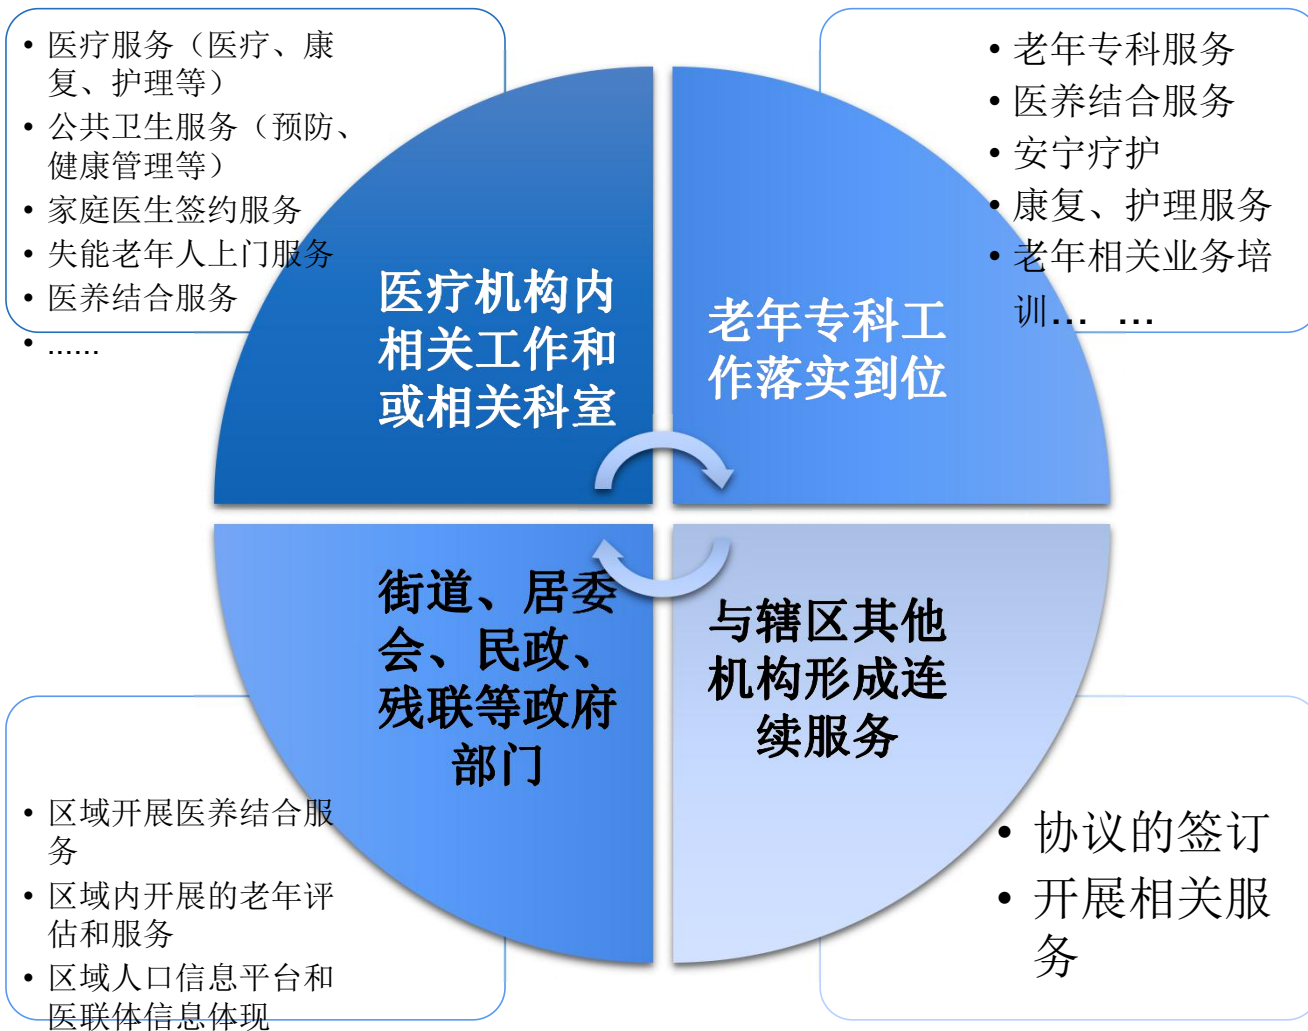 • 医疗服务（医疗、康
复、护理等）
• 公共卫生服务（预防、
健康管理等）
• 家庭医生签约服务
• 失能老年人上门服务
• 医养结合服务
• ......
• 老年专科服务
• 医养结合服务
• 安宁疗护
• 康复、护理服务
• 老年相关业务培
训... ...
医疗机构内
相关工作和
或相关科室
老年专科工
作落实到位
街道、居委
会、民政、
残联等政府
部门
与辖区其他
机构形成连
续服务
• 区域开展医养结合服
务
• 区域内开展的老年评
估和服务
• 区域人口信息平台和
医联体信息体现
• 协议的签订
• 开展相关服
务